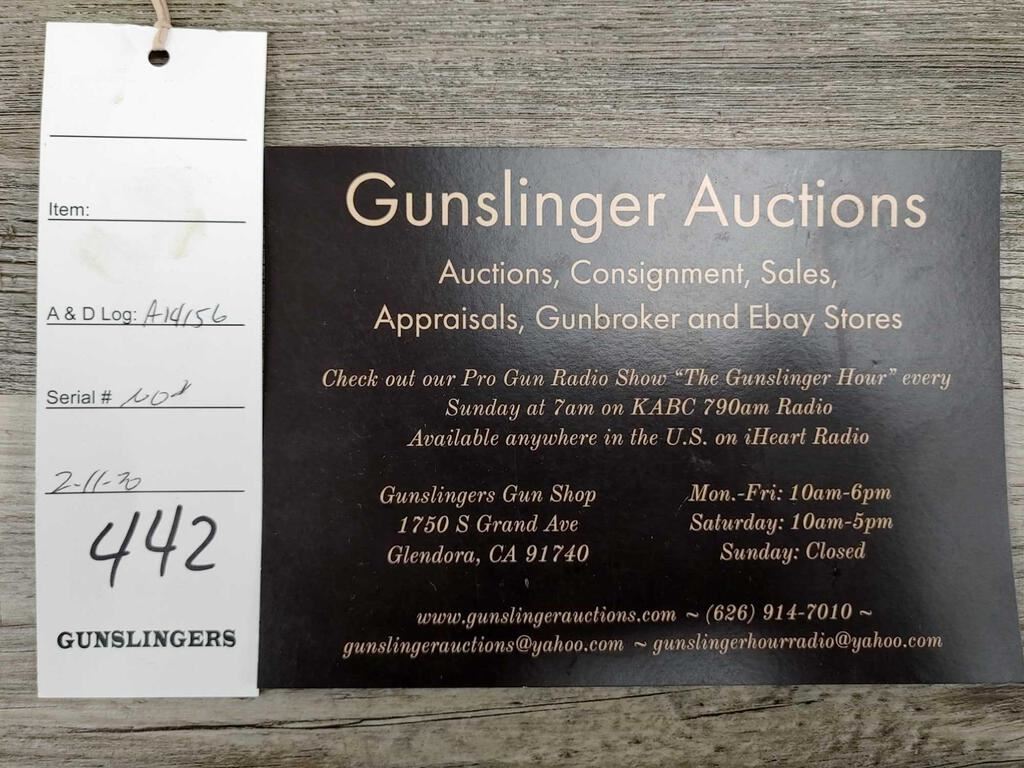 Item:
A & D Log: A14156
Serial #
2-11-20
442
GUNSLINGERS
Gunslinger Auctions
Auctions, Consignment, Sales,
Appraisals, Gunbroker and Ebay Stores
Check out our Pro Gun Radio Show “The Gunslinger Hour” every
Sunday at 7am on KABC 790am Radio
Available anywhere in the U.S. on iHeart Radio
Gunslingers Gun Shop
1750 S Grand Ave
Glendora, CA 91740
Mon.-Fri: 10am-6pm
Saturday: 10am-5pm
Sunday: Closed
www.gunslingerauctions.com ~ (626) 914-7010 ~
gunslingerauctions@yahoo.com ~ gunslingerhourradio@yahoo.com